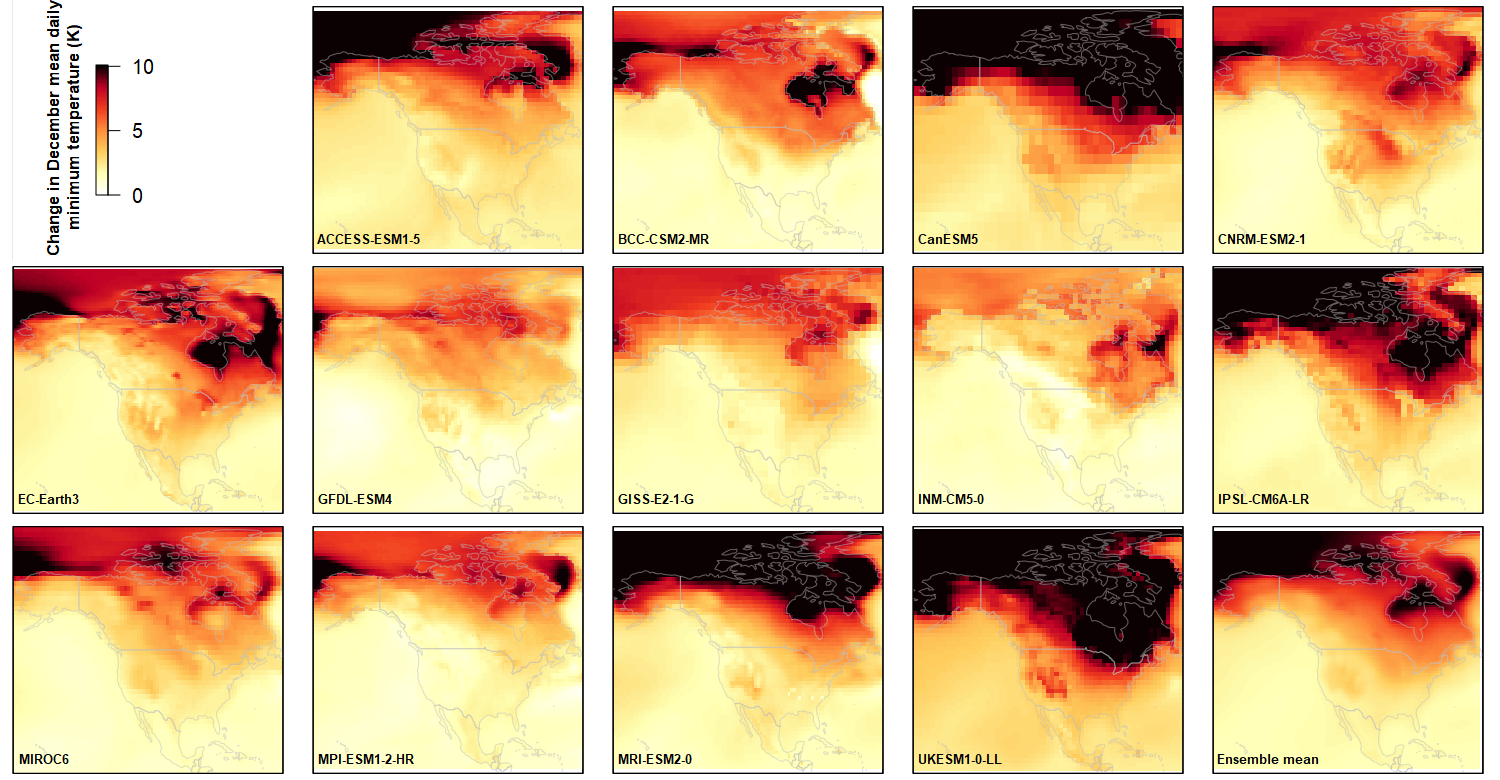 Change in December mean daily
minimum temperature (K)
10
5
0
ACCESS-ESM1-5
BCC-CSM2-MR
CanESM5
CNRM-ESM2-1
EC-Earth3
GFDL-ESM4
GISS-E2-1-G
INM-CM5-0
IPSL-CM6A-LR
MIROC6
MPI-ESM1-2-HR
MRI-ESM2-0
UKESM1-0-LL
Ensemble mean